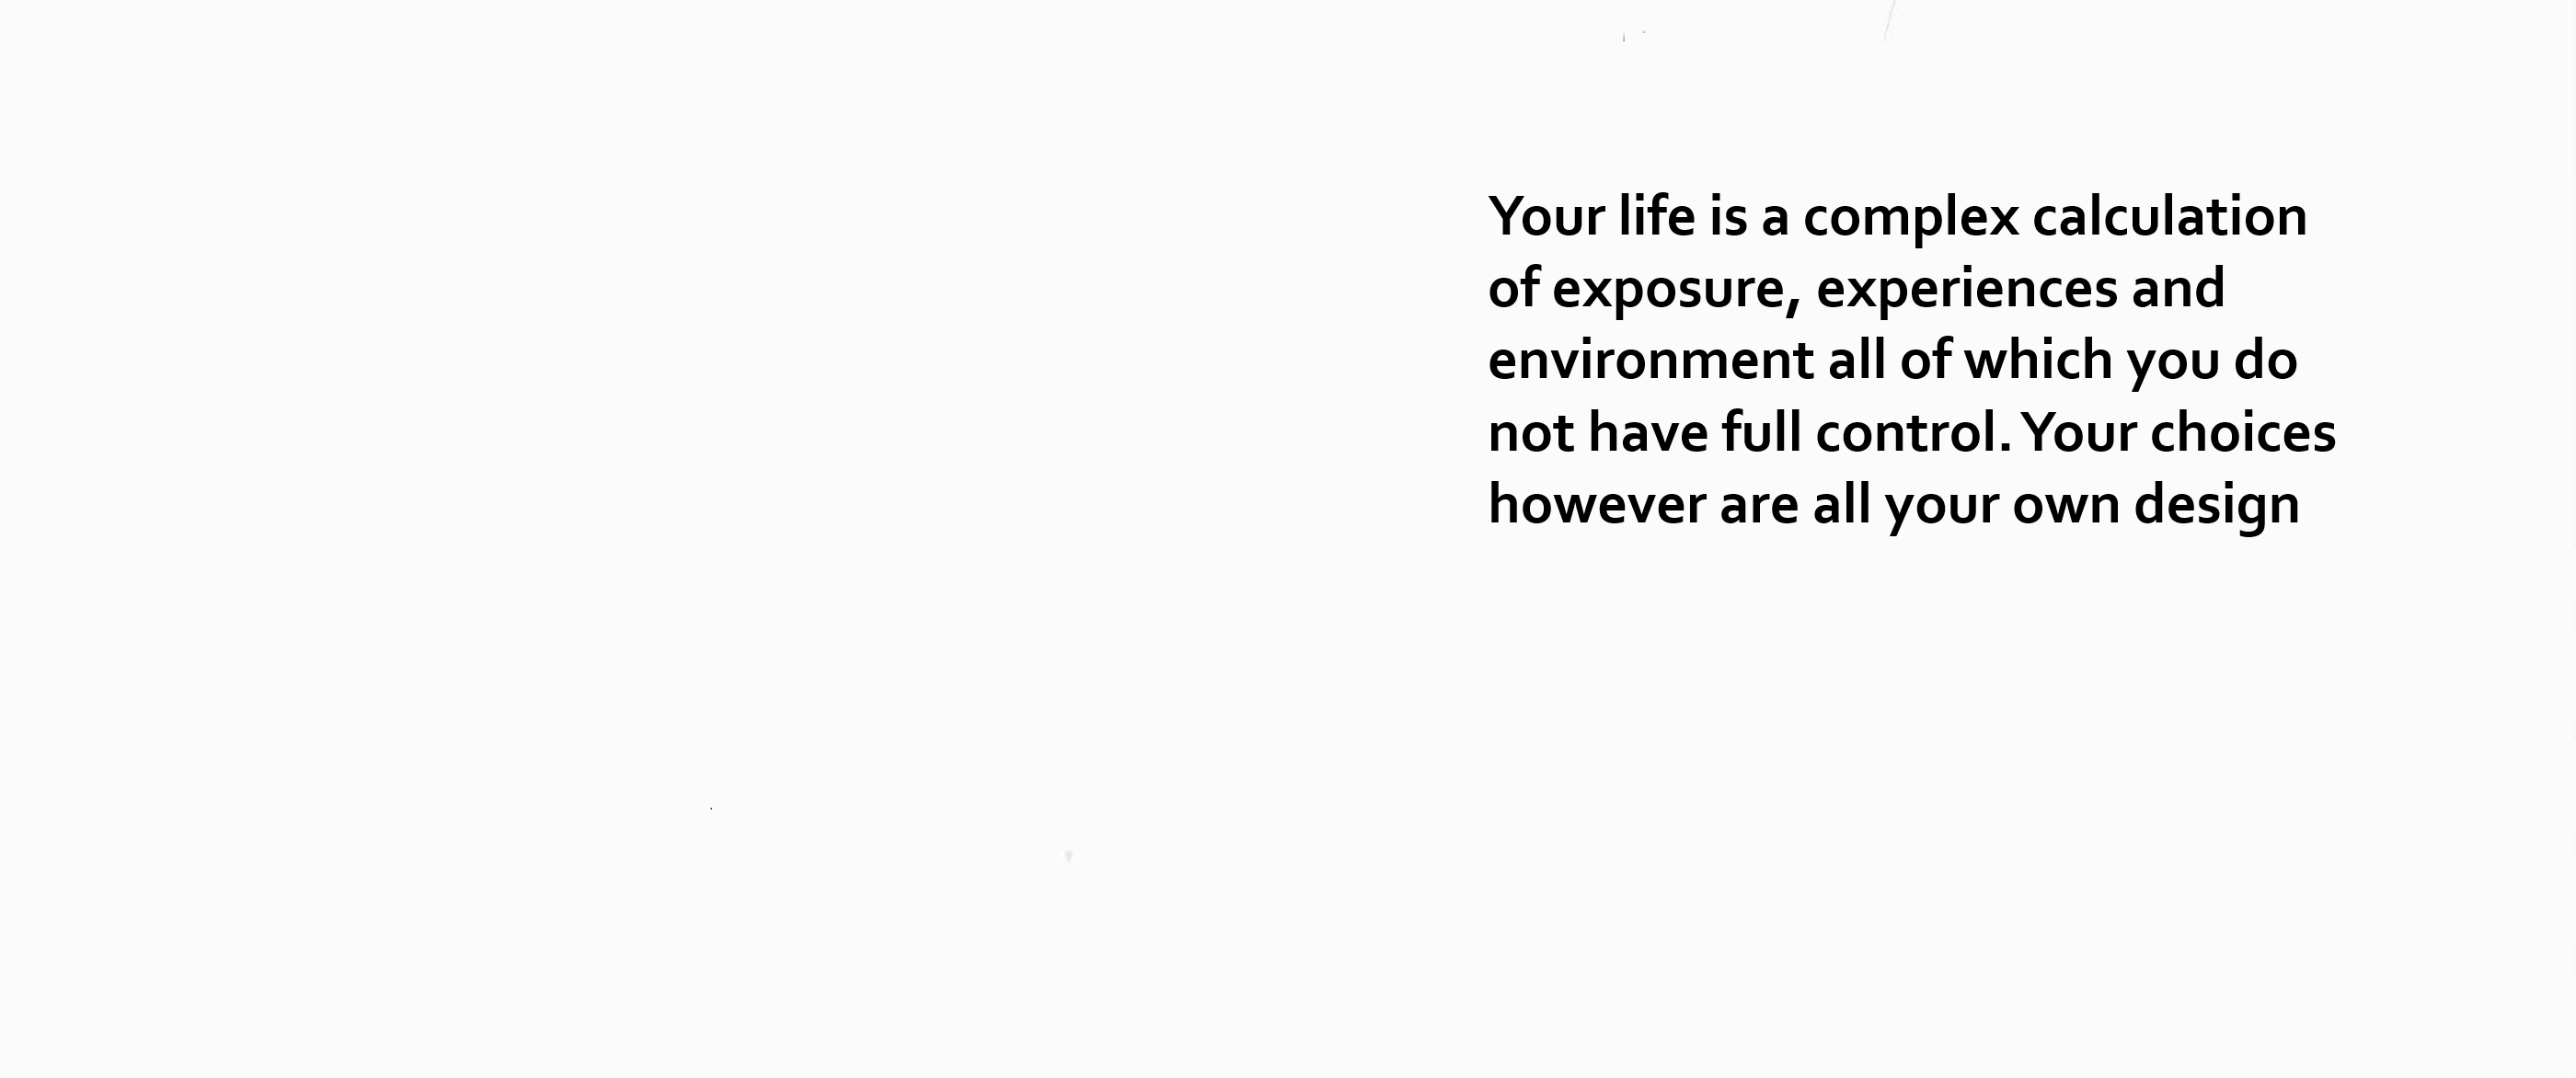 Your life is a complex calculation
of exposure, experiences and
environment all of which you do
not have full control. Your choices
however are all your own design